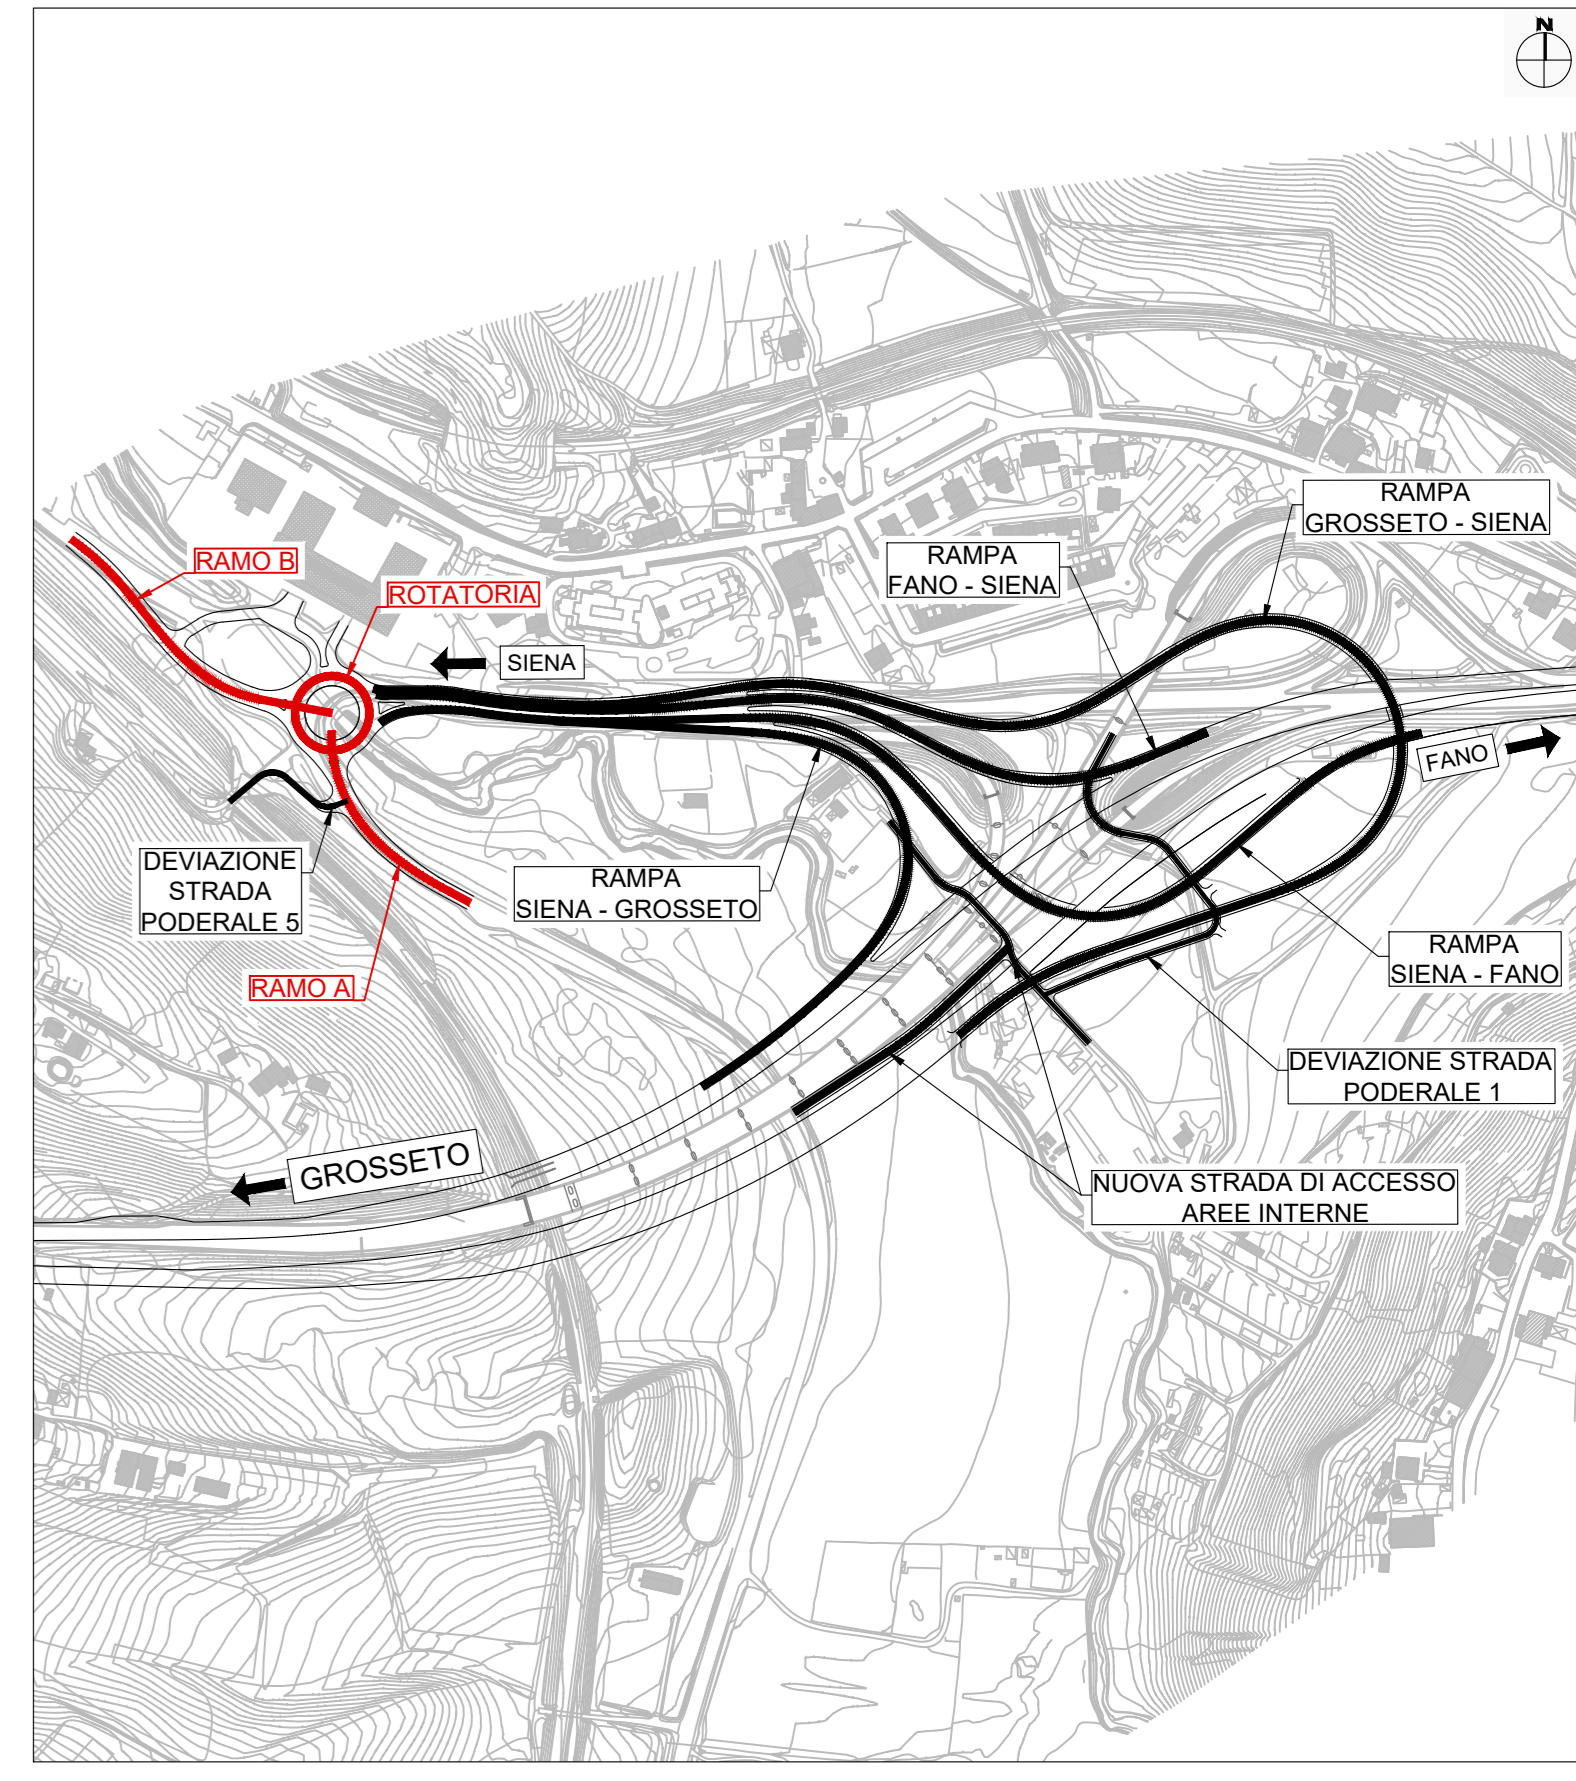 N
RAMPA
GROSSETO - SIENA
RAMPA
FANO - SIENA
RAMO B
ROTATORIA
SIENA
FANO
DEVIAZIONE
STRADA
PODERALE 5
RAMPA
SIENA - GROSSETO
RAMO A
RAMPA
SIENA - FANO
DEVIAZIONE STRADA
PODERALE 1
GROSSETO
NUOVA STRADA DI ACCESSO
AREE INTERNE